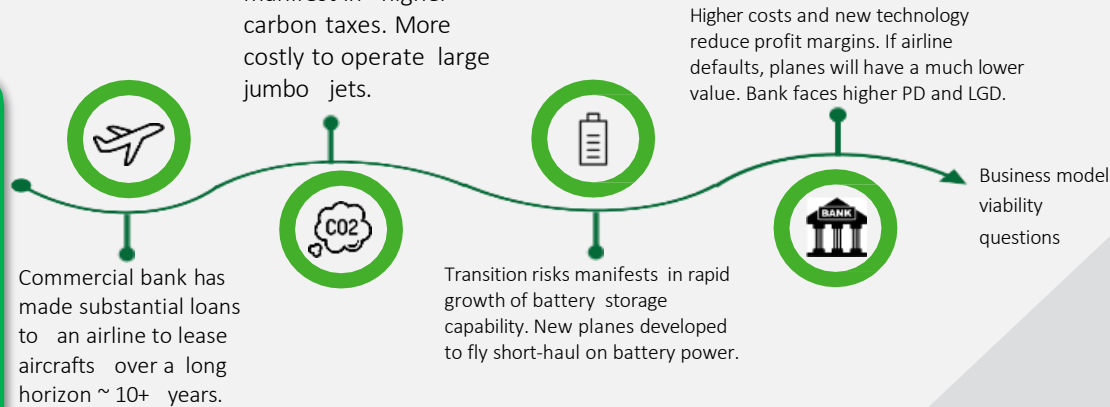 manifest in higher
carbon taxes. More
costly to operate large
jumbo jets.
Higher costs and new technology
reduce profit margins. If airline
defaults, planes will have a much lower
value. Bank faces higher PD and LGD.
CO2
BANK
Business model
viability
questions
Commercial bank has
made substantial loans
to an airline to lease
aircrafts over a long
horizon ~ 10+ years.
Transition risks manifests in rapid
growth of battery storage
capability. New planes developed
to fly short-haul on battery power.